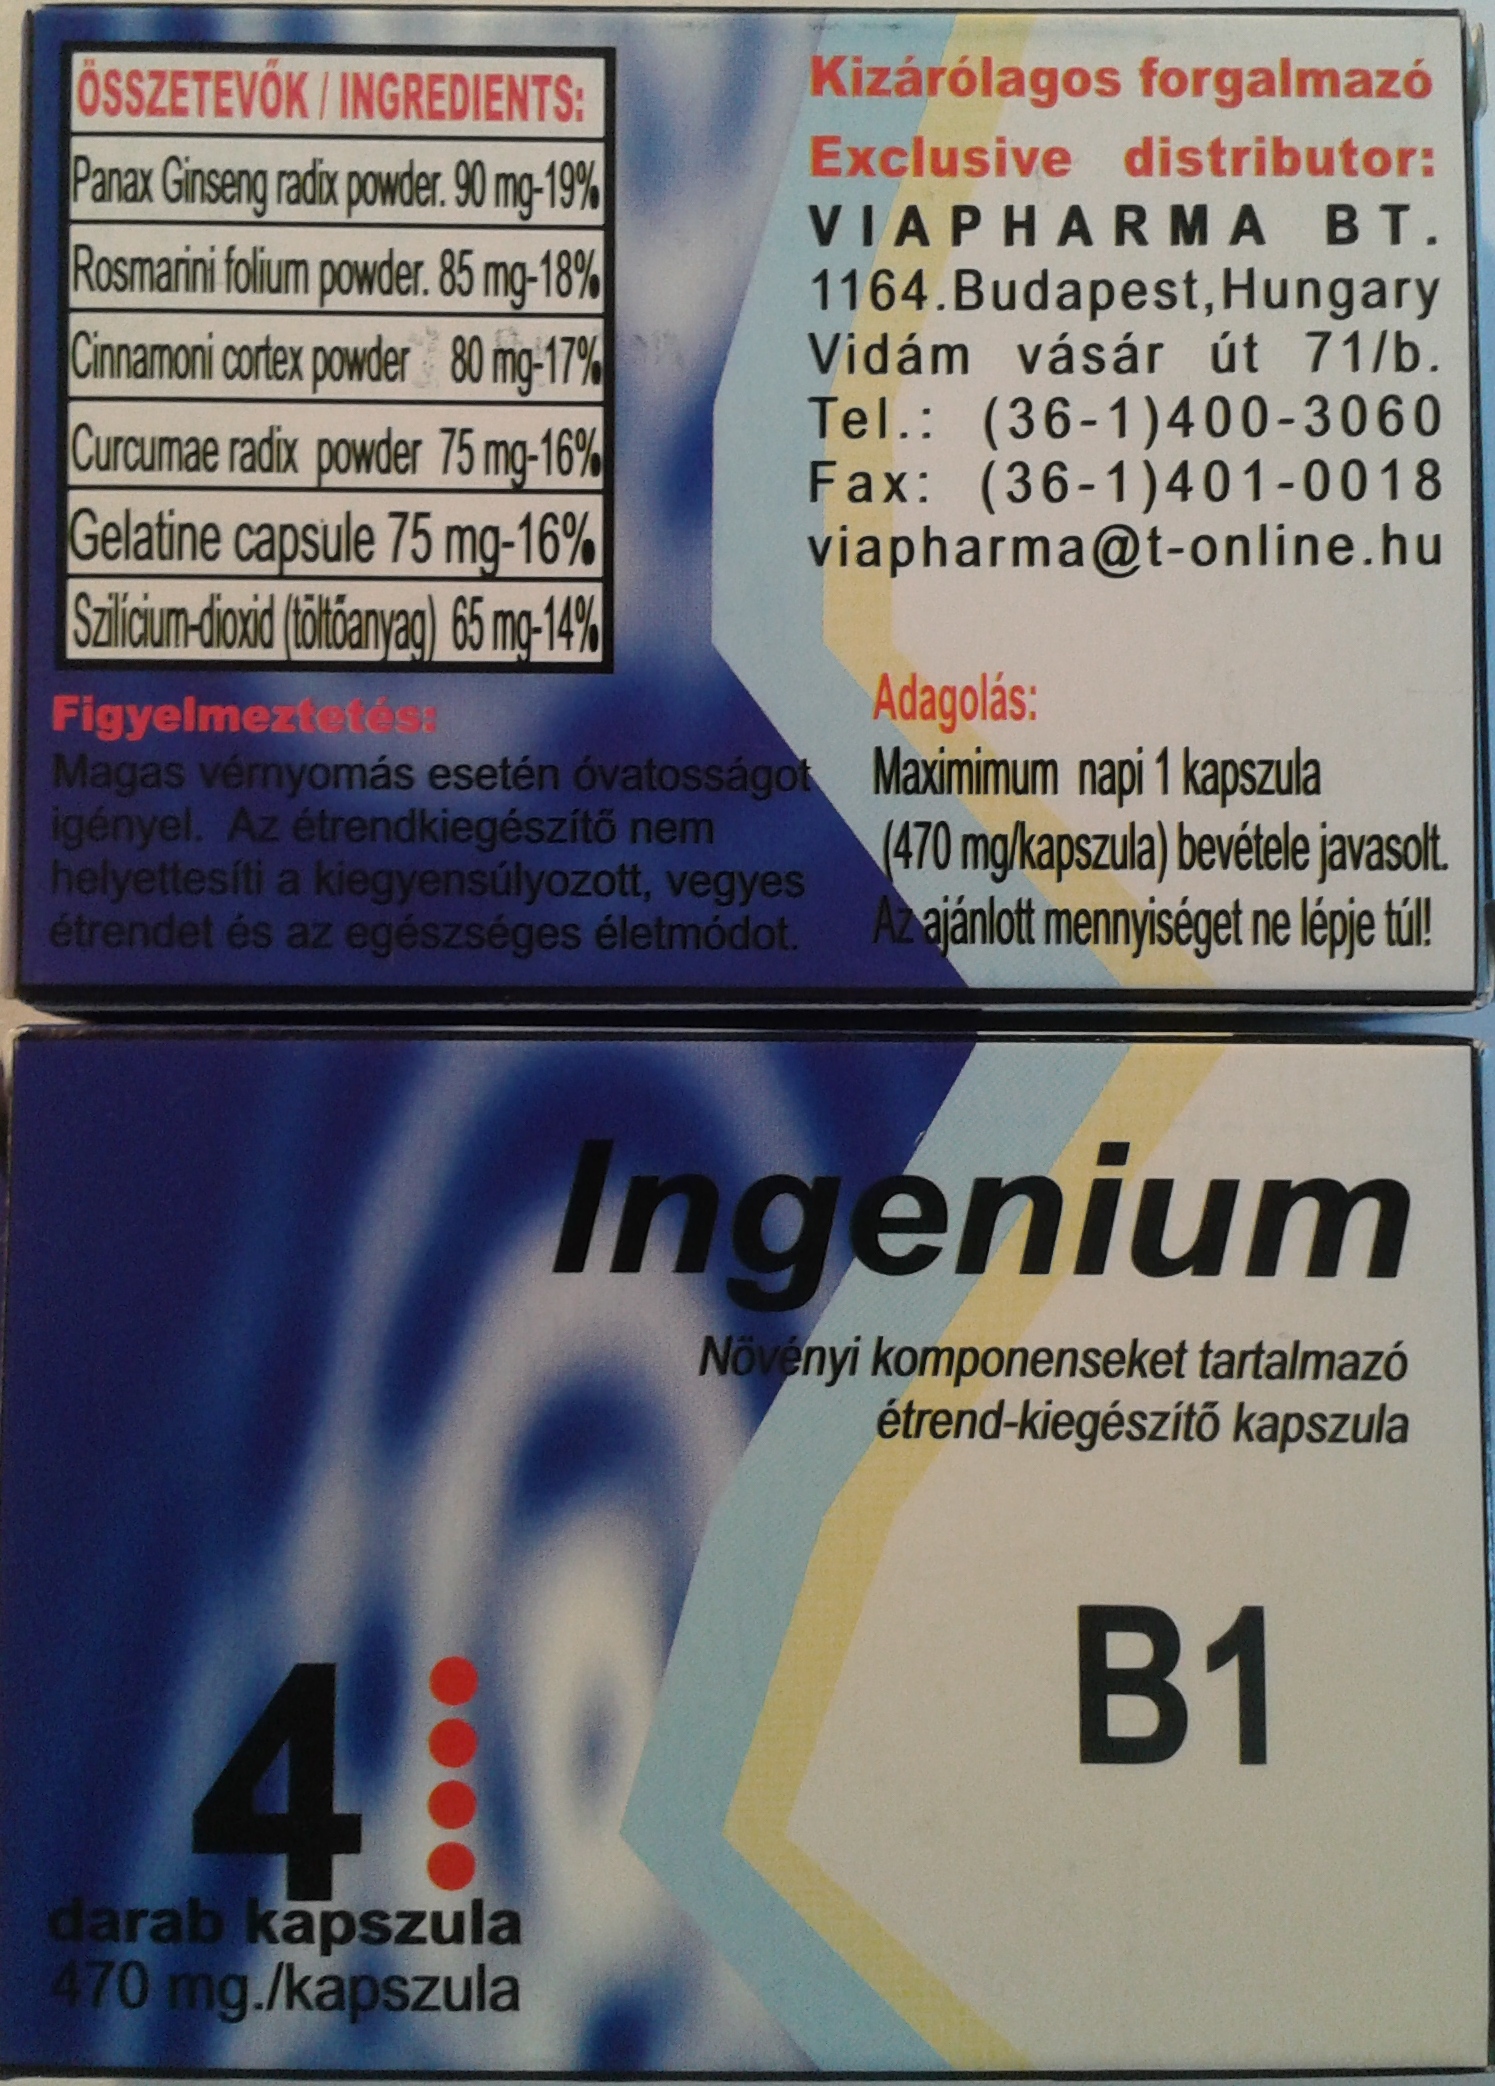 ÖSSZETEVŐK / INGREDIENTS:
Panax Ginseng radix powder. 90 mg-19%
Rosmarini folium powder. 85 mg-18%
Cinnamoni cortex powder 80 mg-17%
Curcumae radix powder 75 mg-16%
Gelatine capsule 75 mg-16%
Szilícium-dioxid (töltőanyag) 65 mg-14%
Figyelmeztetés:
Magas vérnyomás esetén óvatosságot
igényel. Az étrendkiegészítő nem
helyettesíti a kiegyensúlyozott, vegyes
étrendet és az egészséges életmódot.
Kizárólagos forgalmazó
Exclusive distributor:
VIAPHARMA BT.
1164.Budapest,Hungary
Vidám vásár út 71/b.
Tel.: (36-1)400-3060
Fax: (36-1)401-0018
viapharma@t-online.hu
Adagolás:
Maximimum napi 1 kapszula
(470 mg/kapszula) bevétele javasolt.
Az ajánlott mennyiséget ne lépje túl!
Ingenium
Növényi komponenseket tartalmazó
étrend-kiegészítő kapszula
B1
4
darab kapszula
470 mg./kapszula